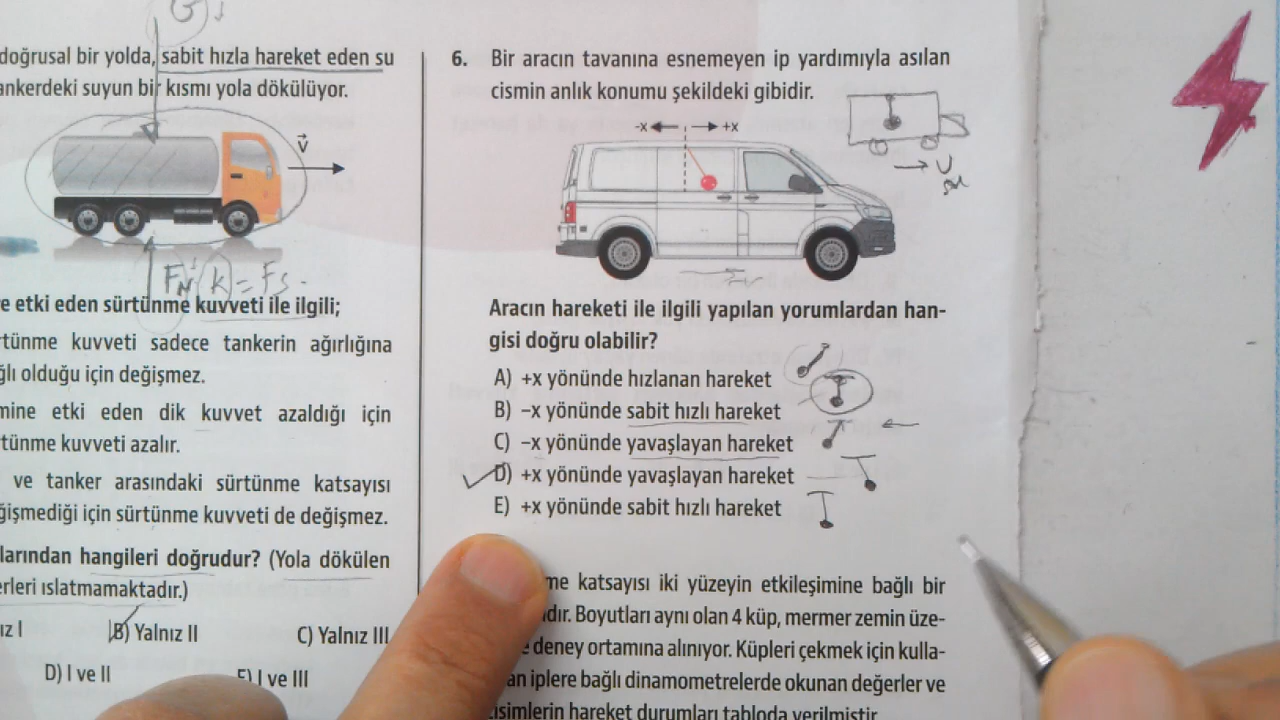 doğrusal bir yolda, sabit hızla hareket eden su
ankerdeki suyun bir kısmı yola dökülüyor.
v
F_N · k = Fs
e etki eden sürtünme kuvveti ile ilgili;
rtünme kuvveti sadece tankerin ağırlığına
ğlı olduğu için değişmez.
mine etki eden dik kuvvet azaldığı için
tünme kuvveti azalır.
ve tanker arasındaki sürtünme katsayısı
ğişmediği için sürtünme kuvveti de değişmez.
larından hangileri doğrudur? (Yola dökülen
erleri ıslatmamaktadır.)
ız I
B) Yalnız II
C) Yalnız III
D) I ve II
E) I ve III
6. Bir aracın tavanına esnemeyen ip yardımıyla asılan
cismin anlık konumu şekildeki gibidir.
-x
+x
Aracın hareketi ile ilgili yapılan yorumlardan han-
gisi doğru olabilir?
A) +x yönünde hızlanan hareket
B) –x yönünde sabit hızlı hareket
C) –x yönünde yavaşlayan hareket
D) +x yönünde yavaşlayan hareket
E) +x yönünde sabit hızlı hareket
me katsayısı iki yüzeyin etkileşimine bağlı bir
dır. Boyutları aynı olan 4 küp, mermer zemin üze-
e deney ortamına alınıyor. Küpleri çekmek için kulla-
an iplere bağlı dinamometrelerde okunan değerler ve
isimlerin hareket durumları tabloda verilmiştir